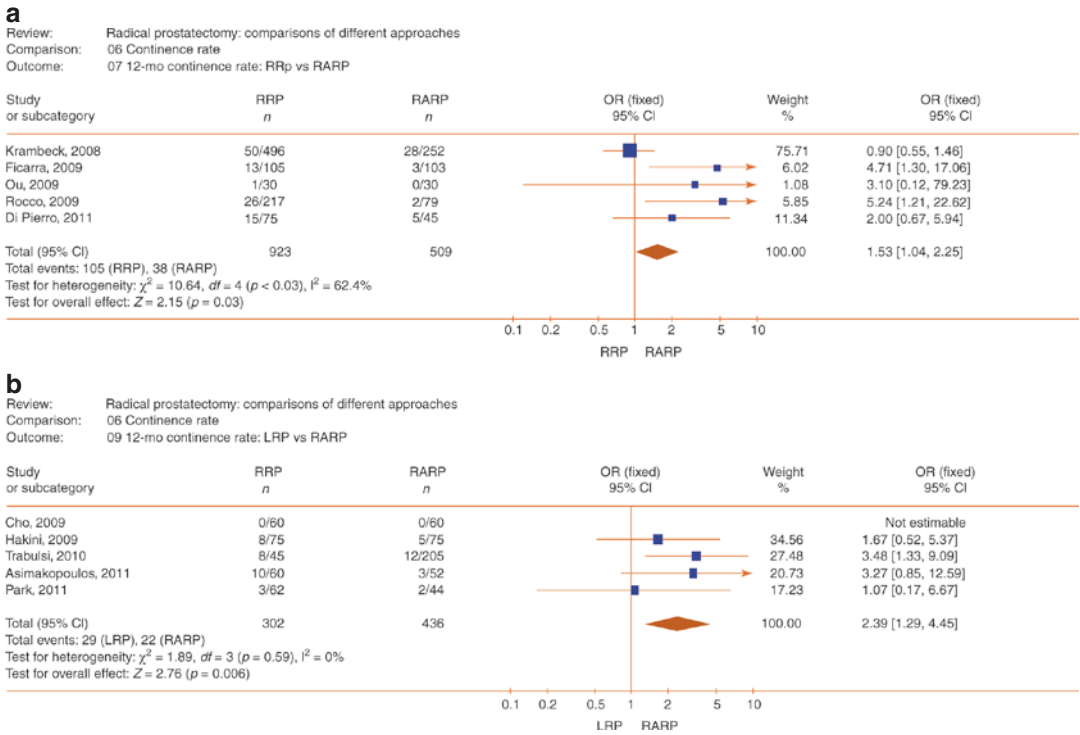 a
Review: Radical prostatectomy: comparisons of different approaches
Comparison: 06 Continence rate
Outcome: 07 12-mo continence rate: RRp vs RARP
Study RRP RARP OR (fixed) Weight OR (fixed)
or subcategory n n 95% CI % 95% CI
Krambeck, 2008 50/496 28/252 75.71 0.90 [0.55, 1.46]
Ficarra, 2009 13/105 3/103 6.02 4.71 [1.30, 17.06]
Ou, 2009 1/30 0/30 1.08 3.10 [0.12, 79.23]
Rocco, 2009 26/217 2/79 5.85 5.24 [1.21, 22.62]
Di Pierro, 2011 15/75 5/45 11.34 2.00 [0.67, 5.94]
Total (95% CI) 923 509 100.00 1.53 [1.04, 2.25]
Total events: 105 (RRP), 38 (RARP)
Test for heterogeneity: χ² = 10.64, df = 4 (p < 0.03), I² = 62.4%
Test for overall effect: Z = 2.15 (p = 0.03)
0.1 0.2 0.5 1 2 5 10
RRP RARP
b
Review: Radical prostatectomy: comparisons of different approaches
Comparison: 06 Continence rate
Outcome: 09 12-mo continence rate: LRP vs RARP
Study RRP RARP OR (fixed) Weight OR (fixed)
or subcategory n n 95% CI % 95% CI
Cho, 2009 0/60 0/60 Not estimable
Hakini, 2009 8/75 5/75 34.56 1.67 [0.52, 5.37]
Trabulsi, 2010 8/45 12/205 27.48 3.48 [1.33, 9.09]
Asimakopoulos, 2011 10/60 3/52 20.73 3.27 [0.85, 12.59]
Park, 2011 3/62 2/44 17.23 1.07 [0.17, 6.67]
Total (95% CI) 302 436 100.00 2.39 [1.29, 4.45]
Total events: 29 (LRP), 22 (RARP)
Test for heterogeneity: χ² = 1.89, df = 3 (p = 0.59), I² = 0%
Test for overall effect: Z = 2.76 (p = 0.006)
0.1 0.2 0.5 1 2 5 10
LRP RARP